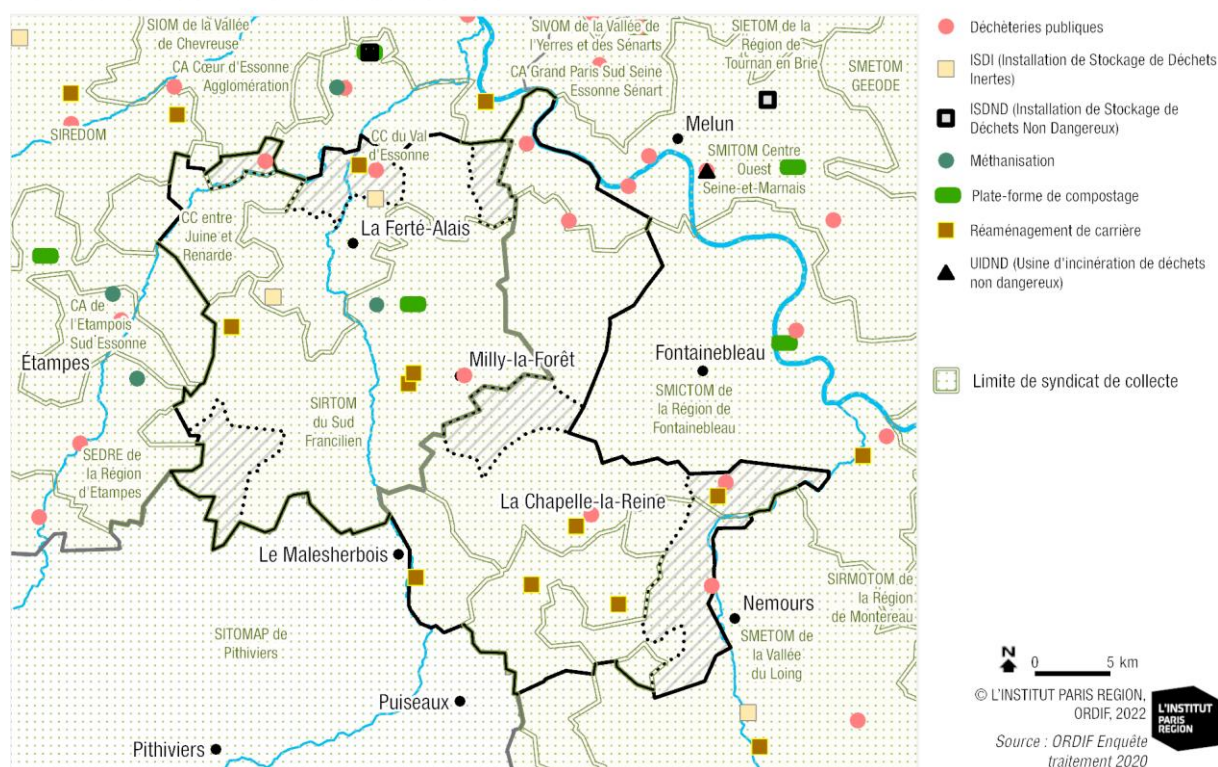 SIOM de la Vallée
de Chevreuse
SIVOM de la Vallée de
l'Yerres et des Sénarts
SIETOM de la
Région de
Tournan en Brie
SMETOM
GEEODE
CA Cœur d'Essonne
Agglomération
CA Grand Paris Sud Seine
Essonne Sénart
SIREDOM
Melun
CC du Val
d'Essonne
SMITOM Centre
Ouest
Seine-et-Marnais
CC entre
Juine et
Renarde
La Ferté-Alais
CA de
l'Etampois
Sud Essonne
Étampes
Milly-la-Forêt
Fontainebleau
SIRTOM
du Sud
Francilien
SMICTOM de
la Région de
Fontainebleau
SEDRE de
la Région
d'Etampes
La Chapelle-la-Reine
Le Malesherbois
SIRMOTOM de
la Région
de Montereau
Nemours
SITOMAP de
Pithiviers
SMETOM de
la Vallée
du Loing
Puiseaux
Pithiviers
Déchèteries publiques
ISDI (Installation de Stockage de Déchets
Inertes)
ISDND (Installation de Stockage de
Déchets Non Dangereux)
Méthanisation
Plate-forme de compostage
Réaménagement de carrière
UIDND (Usine d'incinération de déchets
non dangereux)
Limite de syndicat de collecte
N
0 5 km
© L'INSTITUT PARIS REGION,
ORDIF, 2022
Source : ORDIF Enquête
traitement 2020
L'INSTITUT
PARIS
REGION